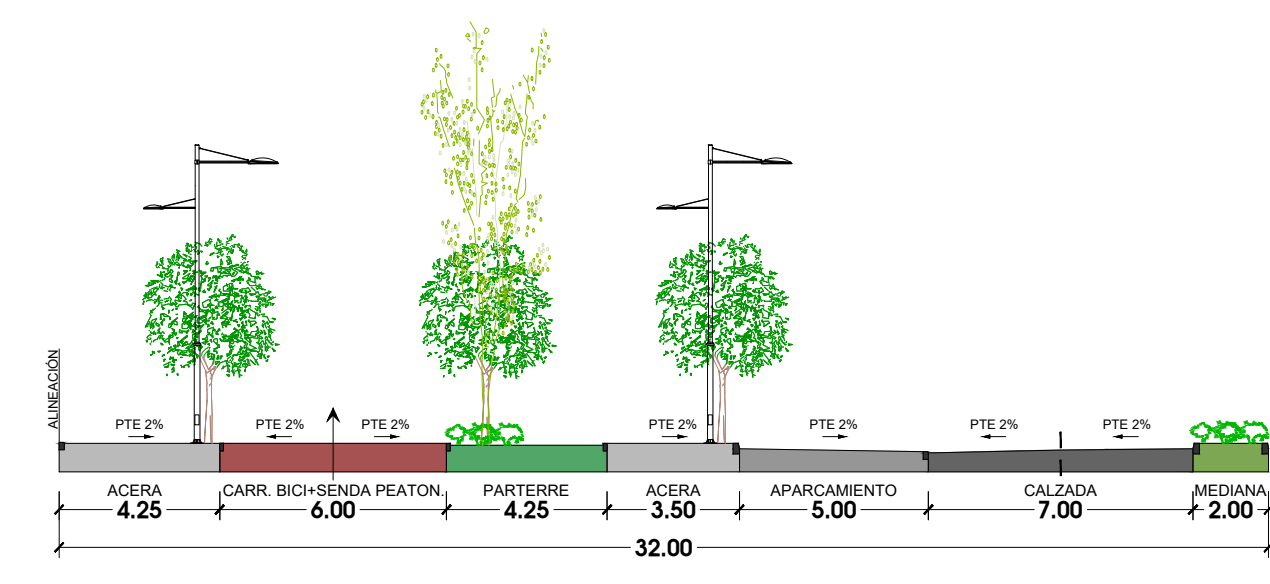 ALINEACIÓN
PTE 2% PTE 2% PTE 2% PTE 2% PTE 2% PTE 2% PTE 2%
ACERA CARR. BICI+SENDA PEATON. PARTERRE ACERA APARCAMIENTO CALZADA MEDIANA
4.25 6.00 4.25 3.50 5.00 7.00 2.00
32.00